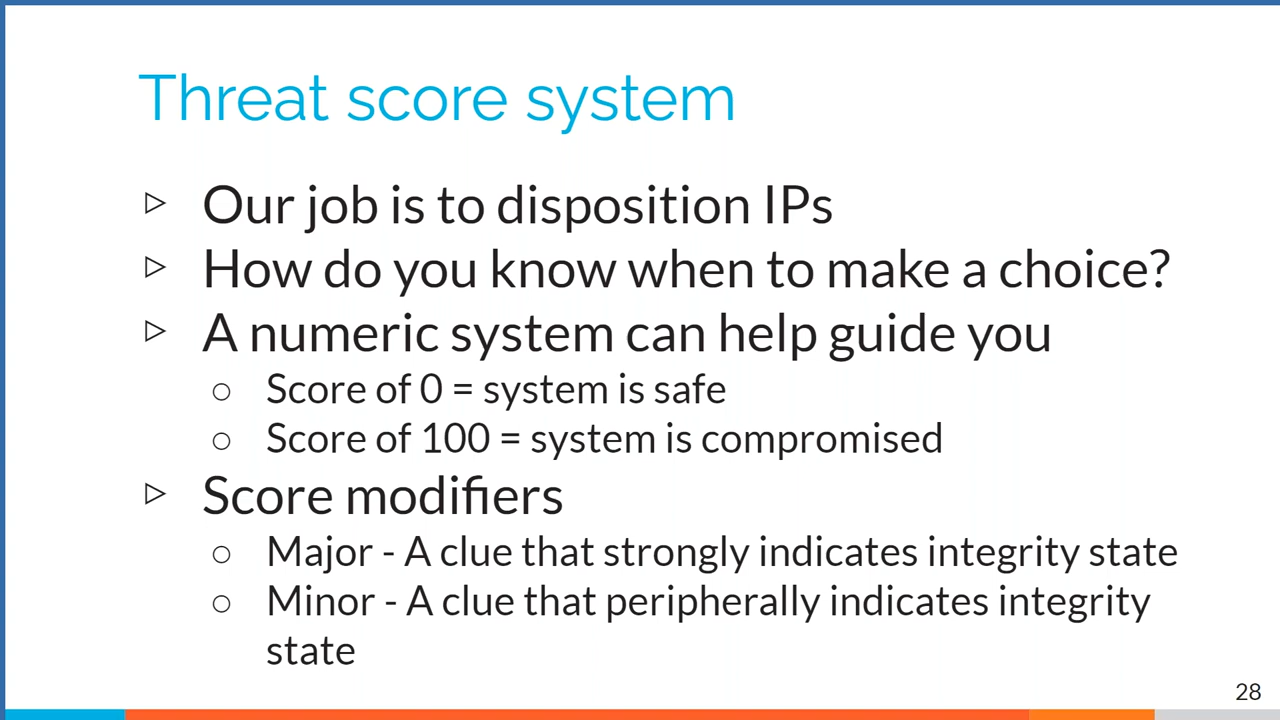 Threat score system
▷ Our job is to disposition IPs
▷ How do you know when to make a choice?
▷ A numeric system can help guide you
○ Score of 0 = system is safe
○ Score of 100 = system is compromised
▷ Score modifiers
○ Major - A clue that strongly indicates integrity state
○ Minor - A clue that peripherally indicates integrity
state
28